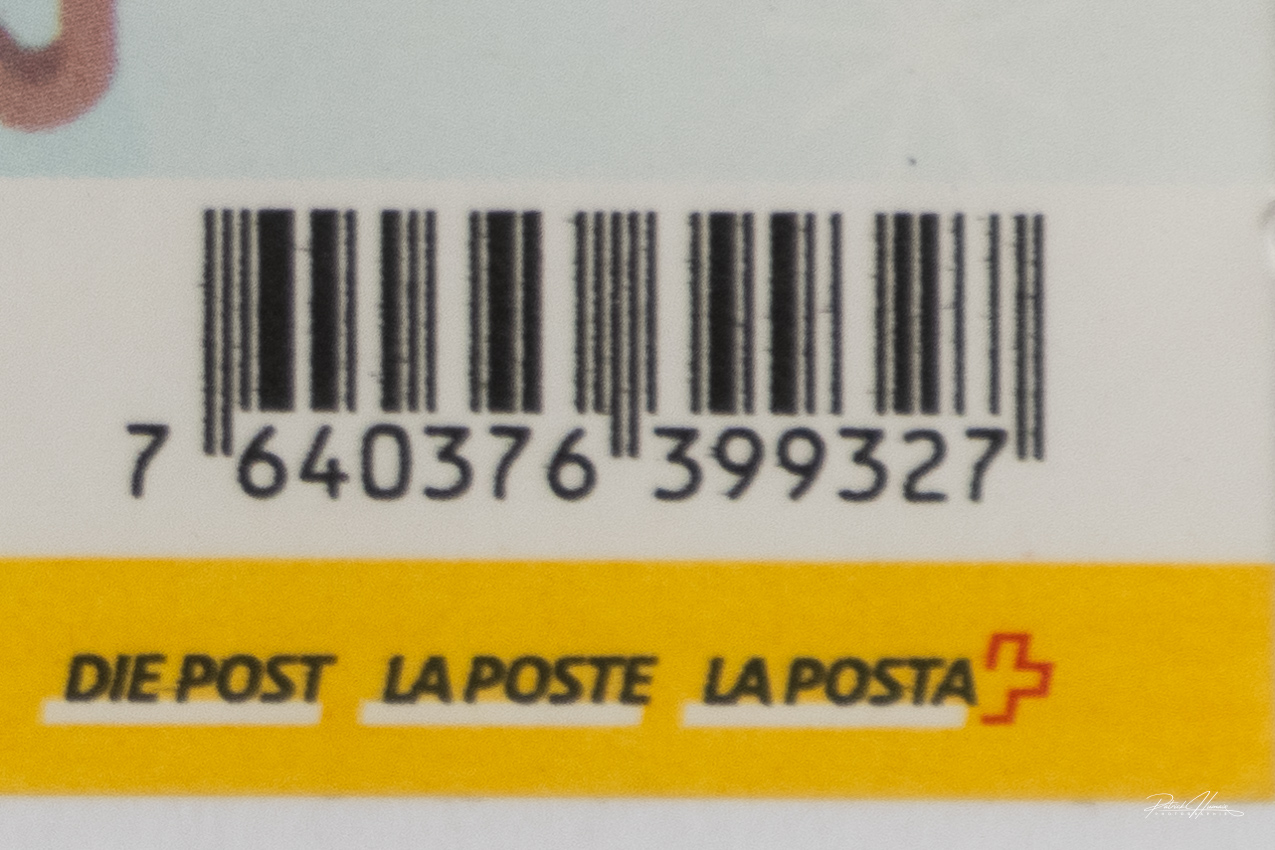 7 640376 399327
DIE POST LA POSTE LA POSTA